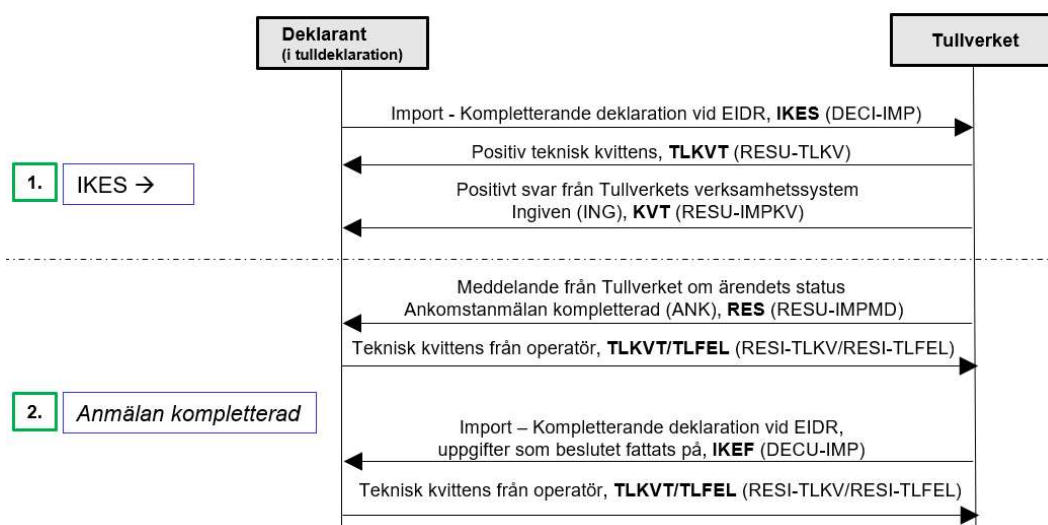 Deklarant
(i tulldeklaration)
Tullverket
Import - Kompletterande deklaration vid EIDR, IKES (DECI-IMP)
Positiv teknisk kvittens, TLKVT (RESU-TLKV)
1.
IKES →
Positivt svar från Tullverkets verksamhetssystem
Ingiven (ING), KVT (RESU-IMPKV)
Meddelande från Tullverket om ärendets status
Ankomstanmälan kompletterad (ANK), RES (RESU-IMPMD)
Teknisk kvittens från operatör, TLKVT/TLFEL (RESI-TLKV/RESI-TLFEL)
2.
Anmälan kompletterad
Import – Kompletterande deklaration vid EIDR,
uppgifter som beslutet fattats på, IKEF (DECU-IMP)
Teknisk kvittens från operatör, TLKVT/TLFEL (RESI-TLKV/RESI-TLFEL)